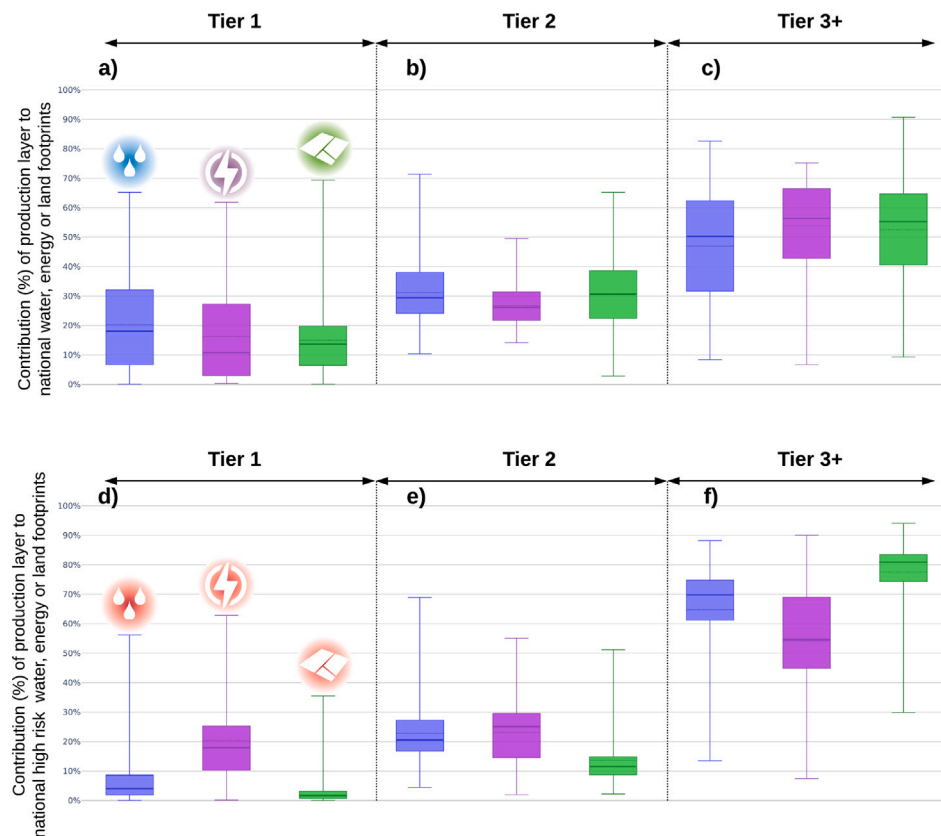 Tier 1
Tier 2
Tier 3+
a)
b)
c)
Contribution (%) of production layer to
national water, energy or land footprints
100%
90%
80%
70%
60%
50%
40%
30%
20%
10%
0%
Tier 1
Tier 2
Tier 3+
d)
e)
f)
Contribution (%) of production layer to
national high risk  water, energy or land footprints
100%
90%
80%
70%
60%
50%
40%
30%
20%
10%
0%